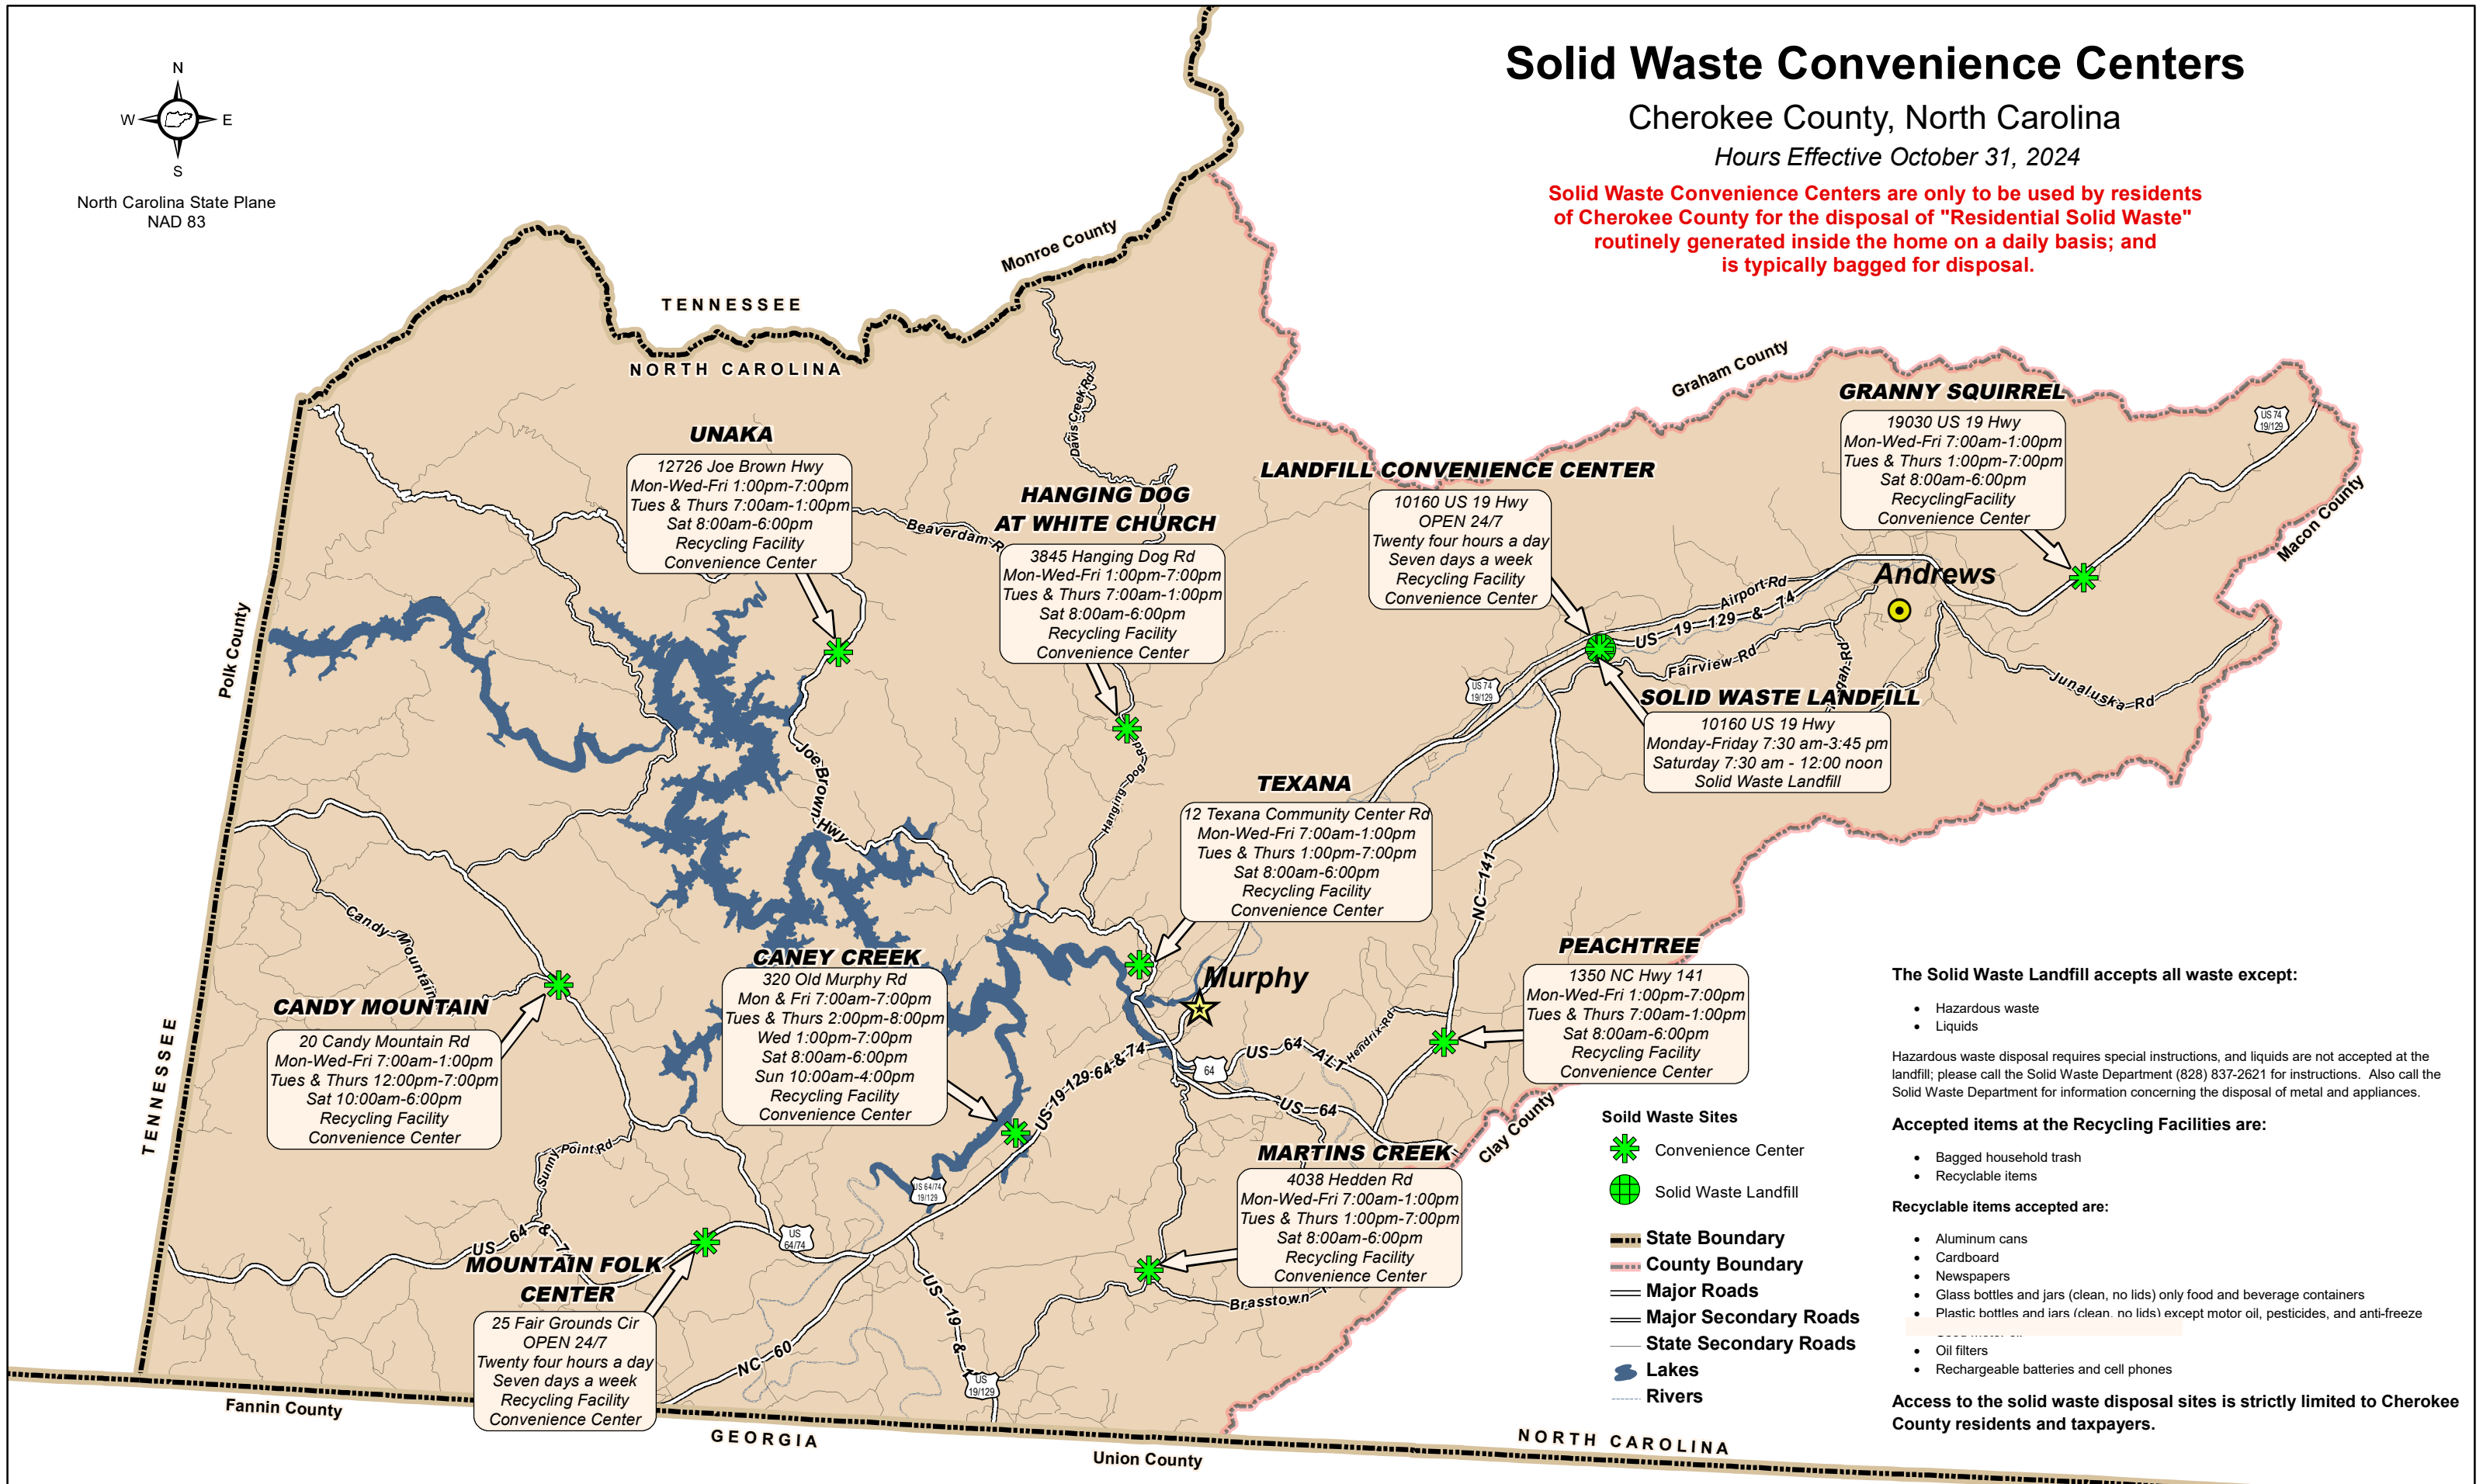 Solid Waste Convenience Centers
Cherokee County, North Carolina
Hours Effective October 31, 2024
Solid Waste Convenience Centers are only to be used by residents
of Cherokee County for the disposal of "Residential Solid Waste"
routinely generated inside the home on a daily basis; and
is typically bagged for disposal.
N
W
E
S
North Carolina State Plane
NAD 83
Monroe County
TENNESSEE
NORTH CAROLINA
Graham County
Macon County
Polk County
TENNESSEE
Davis Creek Rd
UNAKA
12726 Joe Brown Hwy
Mon-Wed-Fri 1:00pm-7:00pm
Tues & Thurs 7:00am-1:00pm
Sat 8:00am-6:00pm
Recycling Facility
Convenience Center
Beaverdam R
HANGING DOG
AT WHITE CHURCH
3845 Hanging Dog Rd
Mon-Wed-Fri 1:00pm-7:00pm
Tues & Thurs 7:00am-1:00pm
Sat 8:00am-6:00pm
Recycling Facility
Convenience Center
LANDFILL CONVENIENCE CENTER
10160 US 19 Hwy
OPEN 24/7
Twenty four hours a day
Seven days a week
Recycling Facility
Convenience Center
GRANNY SQUIRREL
19030 US 19 Hwy
Mon-Wed-Fri 7:00am-1:00pm
Tues & Thurs 1:00pm-7:00pm
Sat 8:00am-6:00pm
RecyclingFacility
Convenience Center
US 74
19/129
Andrews
Airport Rd
US 19 129 & 74
Fairview Rd
Junaluska Rd
US 74
19/129
SOLID WASTE LANDFILL
10160 US 19 Hwy
Monday-Friday 7:30 am-3:45 pm
Saturday 7:30 am - 12:00 noon
Solid Waste Landfill
Joe Brown Hwy
Hanging Dog Rd
TEXANA
12 Texana Community Center Rd
Mon-Wed-Fri 7:00am-1:00pm
Tues & Thurs 1:00pm-7:00pm
Sat 8:00am-6:00pm
Recycling Facility
Convenience Center
NC 141
Murphy
PEACHTREE
1350 NC Hwy 141
Mon-Wed-Fri 1:00pm-7:00pm
Tues & Thurs 7:00am-1:00pm
Sat 8:00am-6:00pm
Recycling Facility
Convenience Center
Candy Mountain
CANDY MOUNTAIN
20 Candy Mountain Rd
Mon-Wed-Fri 7:00am-1:00pm
Tues & Thurs 12:00pm-7:00pm
Sat 10:00am-6:00pm
Recycling Facility
Convenience Center
CANEY CREEK
320 Old Murphy Rd
Mon & Fri 7:00am-7:00pm
Tues & Thurs 2:00pm-8:00pm
Wed 1:00pm-7:00pm
Sat 8:00am-6:00pm
Sun 10:00am-4:00pm
Recycling Facility
Convenience Center
US 19 129 64 & 74
64
US 64 ALT
Hendrix Rd
US 64
Clay County
Sunny Point Rd
US 64/74
19/129
MARTINS CREEK
4038 Hedden Rd
Mon-Wed-Fri 7:00am-1:00pm
Tues & Thurs 1:00pm-7:00pm
Sat 8:00am-6:00pm
Recycling Facility
Convenience Center
Brasstown
US 64 & 7
US
64/74
MOUNTAIN FOLK
CENTER
25 Fair Grounds Cir
OPEN 24/7
Twenty four hours a day
Seven days a week
Recycling Facility
Convenience Center
NC 60
US 19 &
US
19/129
Fannin County
GEORGIA
Union County
NORTH CAROLINA
Soild Waste Sites
Convenience Center
Solid Waste Landfill
State Boundary
County Boundary
Major Roads
Major Secondary Roads
State Secondary Roads
Lakes
Rivers
The Solid Waste Landfill accepts all waste except:
• Hazardous waste
• Liquids
Hazardous waste disposal requires special instructions, and liquids are not accepted at the
landfill; please call the Solid Waste Department (828) 837-2621 for instructions. Also call the
Solid Waste Department for information concerning the disposal of metal and appliances.
Accepted items at the Recycling Facilities are:
• Bagged household trash
• Recyclable items
Recyclable items accepted are:
• Aluminum cans
• Cardboard
• Newspapers
• Glass bottles and jars (clean, no lids) only food and beverage containers
• Plastic bottles and jars (clean, no lids) except motor oil, pesticides, and anti-freeze
• Oil filters
• Rechargeable batteries and cell phones
Access to the solid waste disposal sites is strictly limited to Cherokee
County residents and taxpayers.